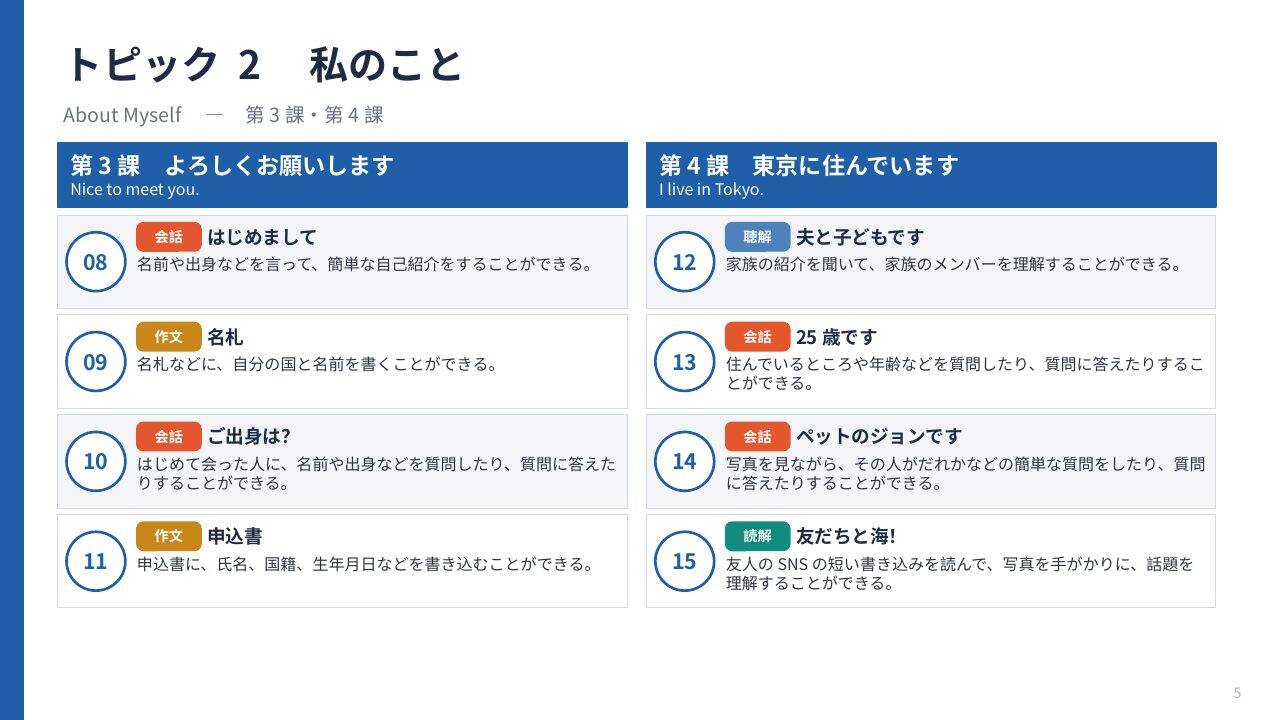 トピック 2　私のこと
About Myself　—　第 3 課・第 4 課
第 3 課　よろしくお願いします
Nice to meet you.
08
会話 はじめまして
名前や出身などを言って、簡単な自己紹介をすることができる。
09
作文 名札
名札などに、自分の国と名前を書くことができる。
10
会話 ご出身は?
はじめて会った人に、名前や出身などを質問したり、質問に答えた
りすることができる。
11
作文 申込書
申込書に、氏名、国籍、生年月日などを書き込むことができる。
第 4 課　東京に住んでいます
I live in Tokyo.
12
聴解 夫と子どもです
家族の紹介を聞いて、家族のメンバーを理解することができる。
13
会話 25 歳です
住んでいるところや年齢などを質問したり、質問に答えたりするこ
とができる。
14
会話 ペットのジョンです
写真を見ながら、その人がだれかなどの簡単な質問をしたり、質問
に答えたりすることができる。
15
読解 友だちと海!
友人の SNS の短い書き込みを読んで、写真を手がかりに、話題を
理解することができる。
5